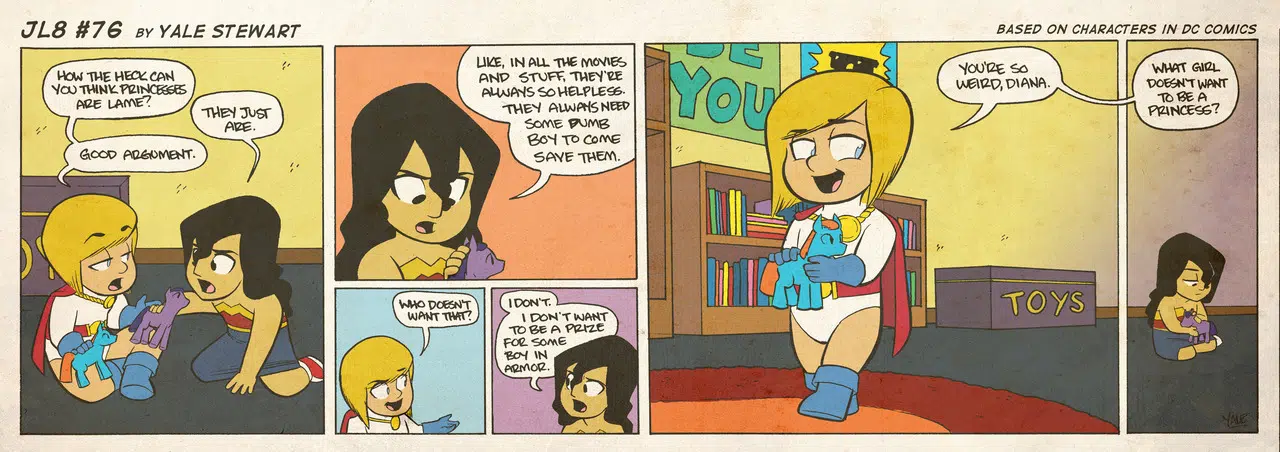 JL8 #76 BY YALE STEWART
BASED ON CHARACTERS IN DC COMICS
HOW THE HECK CAN
YOU THINK PRINCESSES
ARE LAME?
THEY JUST
ARE.
GOOD ARGUMENT.
LIKE, IN ALL THE MOVIES
AND STUFF, THEY'RE
ALWAYS SO HELPLESS.
THEY ALWAYS NEED
SOME DUMB
BOY TO COME
SAVE THEM.
WHO DOESN'T
WANT THAT?
I DON'T.
I DON'T WANT
TO BE A PRIZE
FOR SOME
BOY IN
ARMOR.
BE
YOU
YOU'RE SO
WEIRD, DIANA.
TOYS
WHAT GIRL
DOESN'T WANT
TO BE A
PRINCESS?
YALE